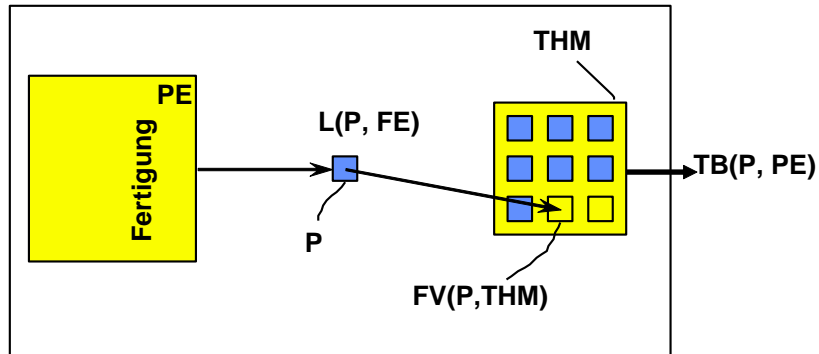 THM
PE
Fertigung
L(P, FE)
TB(P, PE)
P
FV(P,THM)